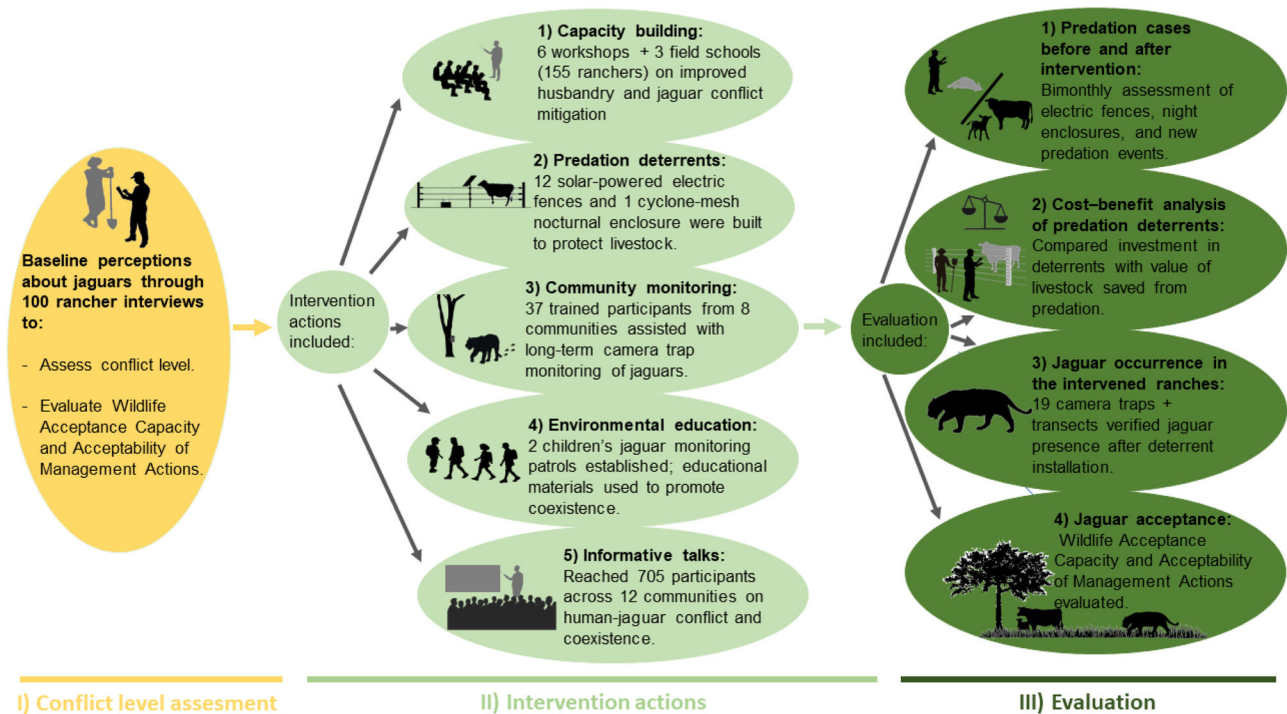 Baseline perceptions
about jaguars through
100 rancher interviews
to:
- Assess conflict level.
- Evaluate Wildlife
Acceptance Capacity
and Acceptability of
Management Actions.
Intervention
actions
included:
1) Capacity building:
6 workshops + 3 field schools
(155 ranchers) on improved
husbandry and jaguar conflict
mitigation
2) Predation deterrents:
12 solar-powered electric
fences and 1 cyclone-mesh
nocturnal enclosure were built
to protect livestock.
3) Community monitoring:
37 trained participants from 8
communities assisted with
long-term camera trap
monitoring of jaguars.
4) Environmental education:
2 children's jaguar monitoring
patrols established; educational
materials used to promote
coexistence.
5) Informative talks:
Reached 705 participants
across 12 communities on
human-jaguar conflict and
coexistence.
Evaluation
included:
1) Predation cases
before and after
intervention:
Bimonthly assessment of
electric fences, night
enclosures, and new
predation events.
2) Cost–benefit analysis
of predation deterrents:
Compared investment in
deterrents with value of
livestock saved from
predation.
3) Jaguar occurrence in
the intervened ranches:
19 camera traps +
transects verified jaguar
presence after deterrent
installation.
4) Jaguar acceptance:
Wildlife Acceptance
Capacity and Acceptability
of Management Actions
evaluated.
I) Conflict level assesment
II) Intervention actions
III) Evaluation